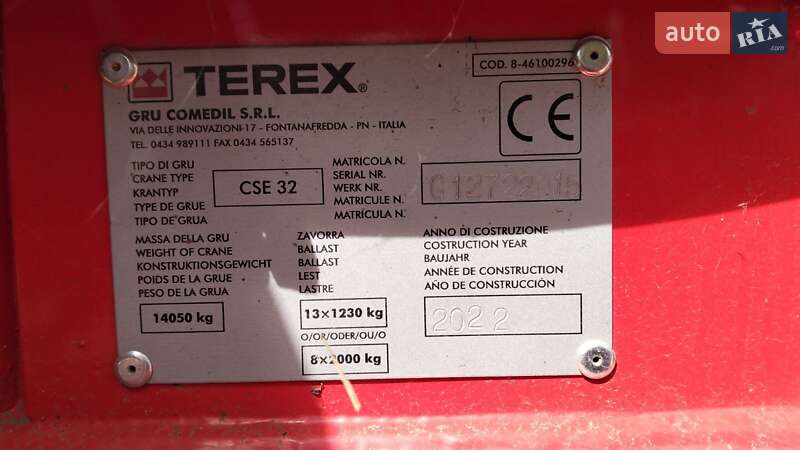 auto RIA.com
TEREX®
COD. 8-46100296
GRU COMEDIL S.R.L.
VIA DELLE INNOVAZIONI-17 - FONTANAFREDDA - PN - ITALIA
TEL. 0434 989111 FAX 0434 565137
CE
TIPO DI GRU
CRANE TYPE
KRANTYP
TYPE DE GRUE
TIPO DE GRUA
CSE 32
MATRICOLA N.
SERIAL NR.
WERK NR.
MATRICULE N.
MATRÍCULA N.
MASSA DELLA GRU
WEIGHT OF CRANE
KONSTRUKTIONSGEWICHT
POIDS DE LA GRUE
PESO DE LA GRUA
14050 kg
ZAVORRA
BALLAST
BALLAST
LEST
LASTRE
13×1230 kg
O/OR/ODER/OU/O
8×2000 kg
ANNO DI COSTRUZIONE
COSTRUCTION YEAR
BAUJAHR
ANNÉE DE CONSTRUCTION
AÑO DE CONSTRUCCIÓN
2022